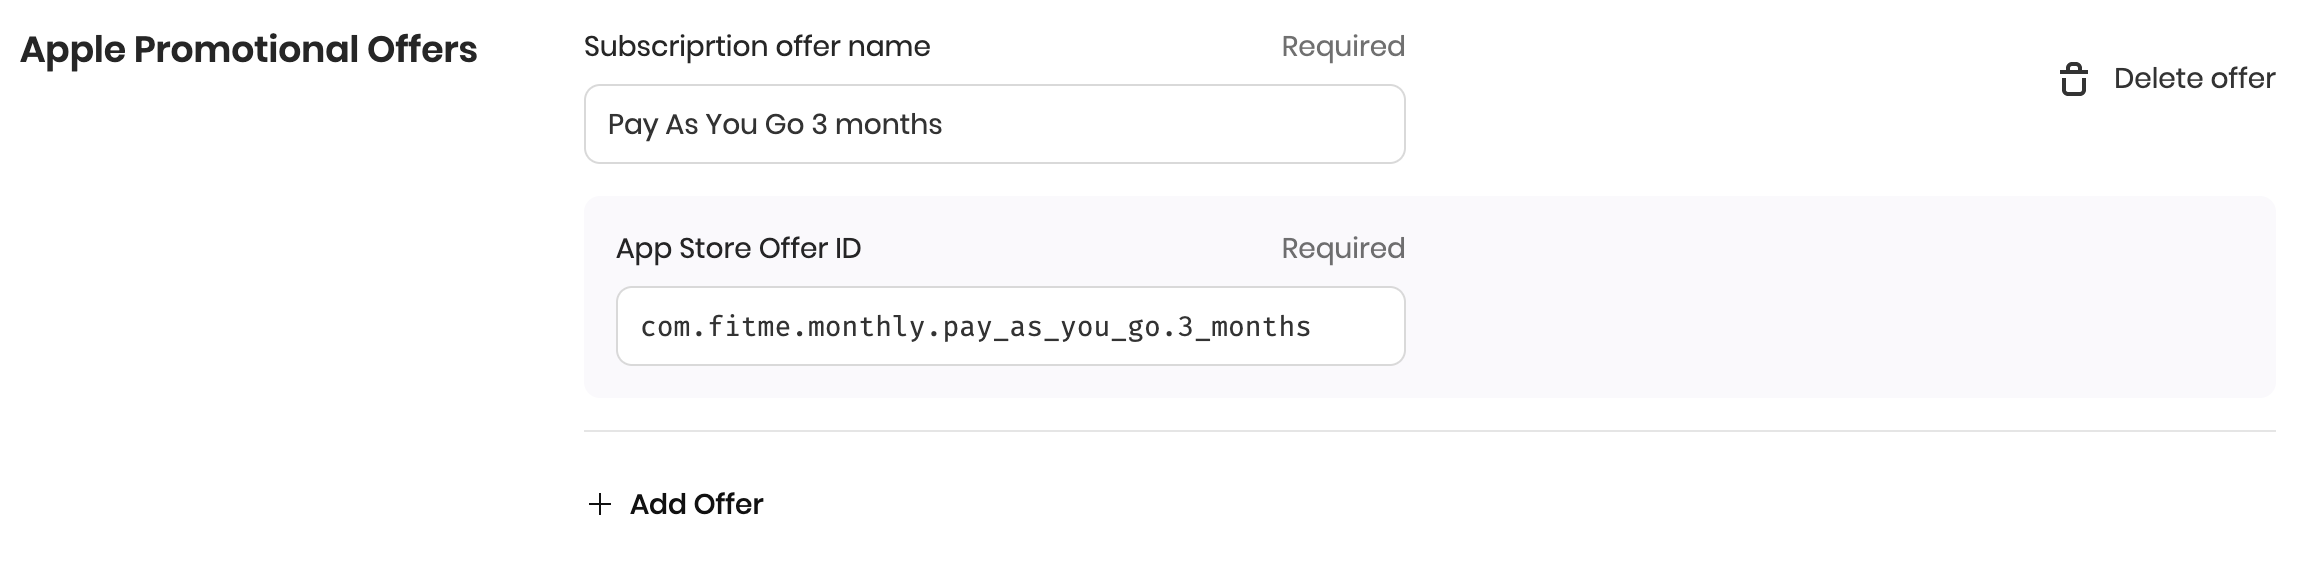 Apple Promotional Offers
Subscriprtion offer name
Required
Delete offer
Pay As You Go 3 months
App Store Offer ID
Required
com.fitme.monthly.pay_as_you_go.3_months
Add Offer